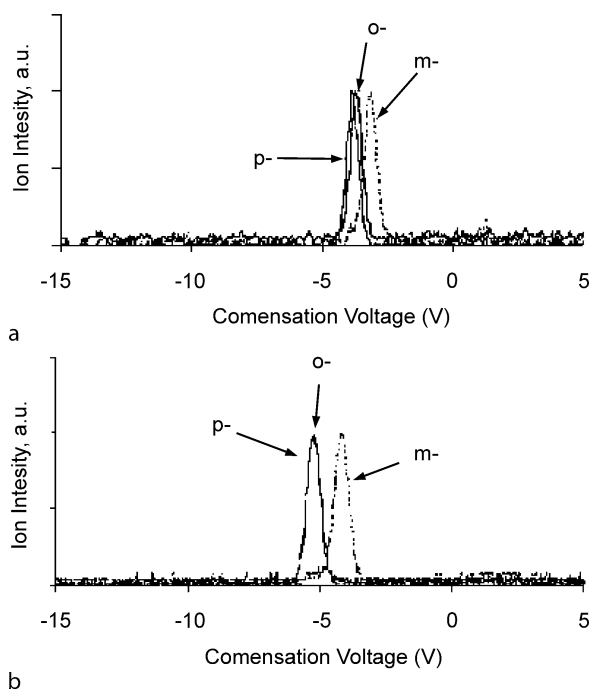 o-
m-
p-
Ion Intesity, a.u.
-15 -10 -5 0 5
Comensation Voltage (V)
a
o-
p-
m-
Ion Intesity, a.u.
-15 -10 -5 0 5
Comensation Voltage (V)
b